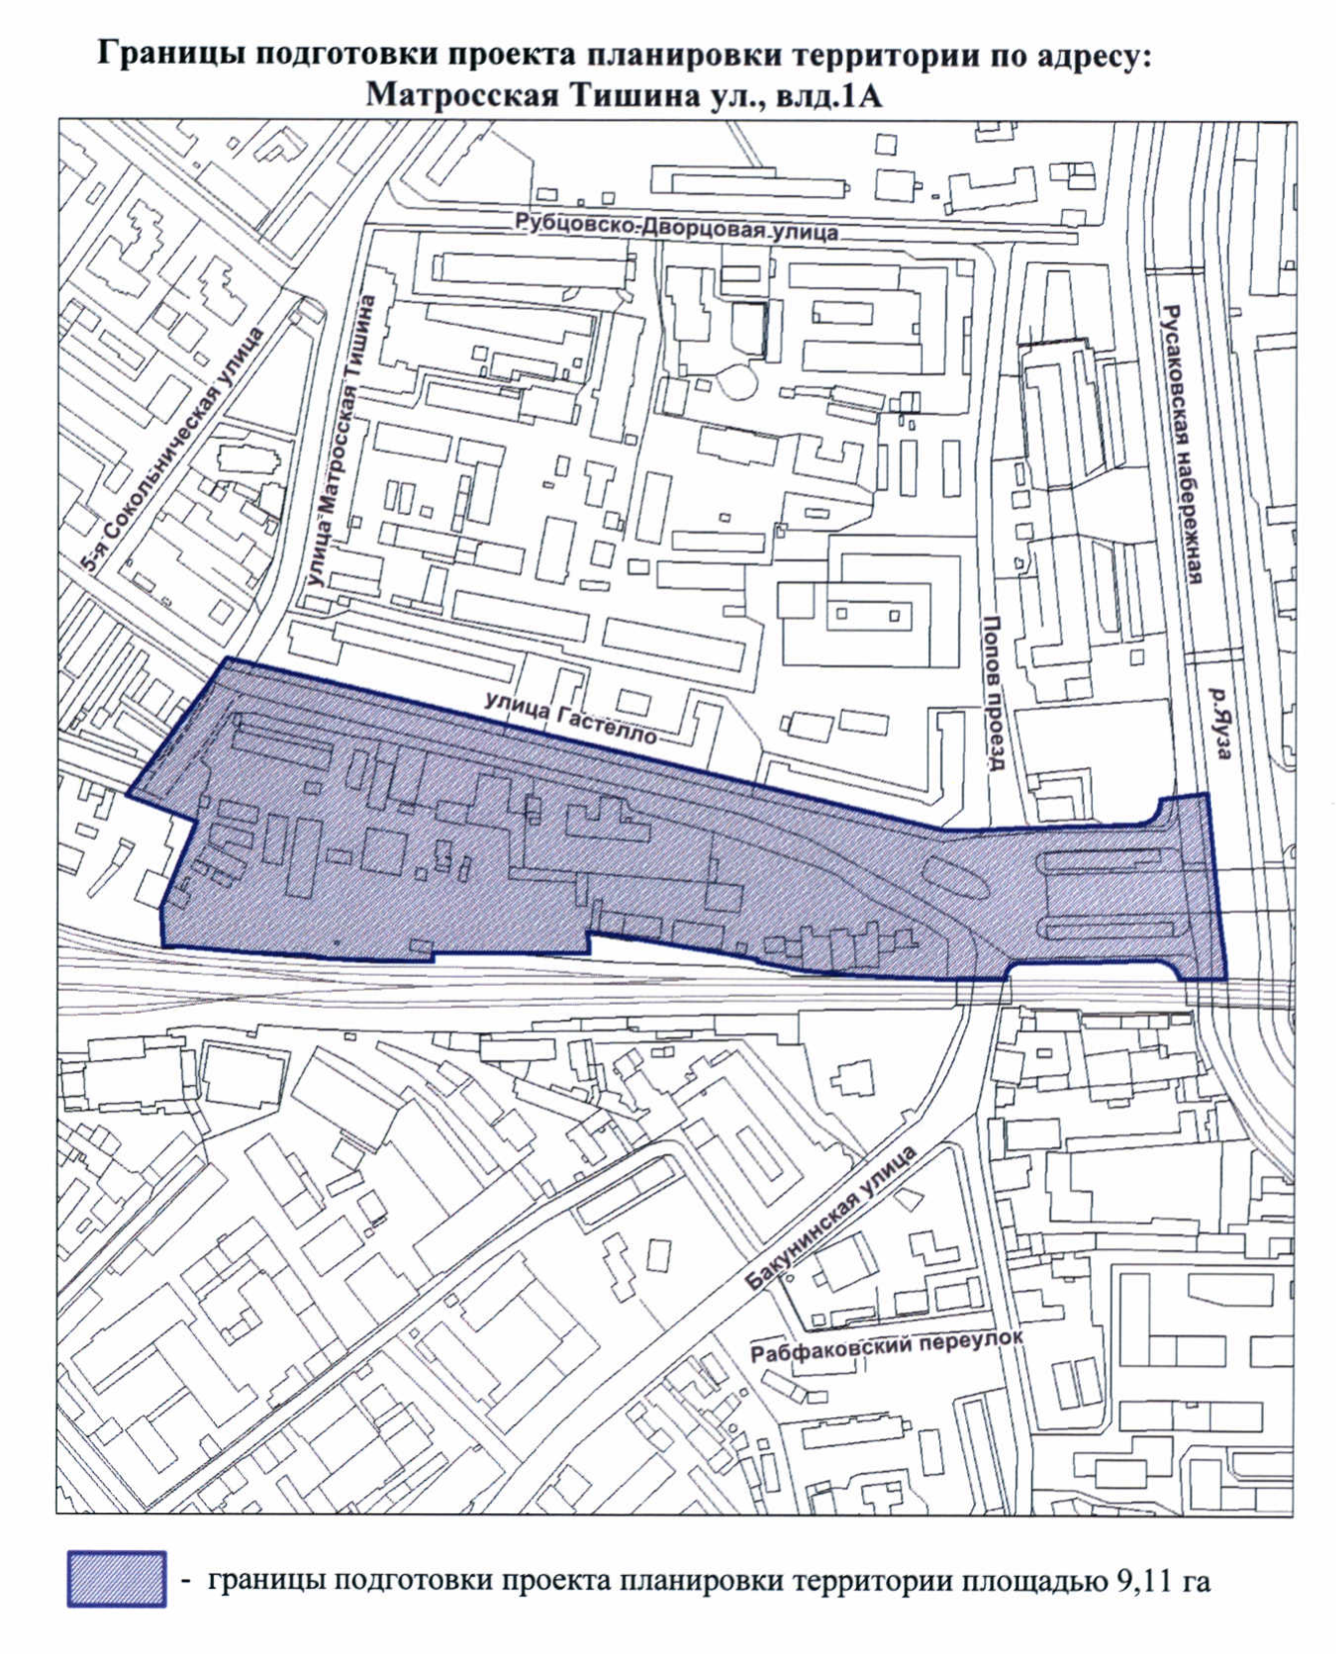 Границы подготовки проекта планировки территории по адресу:
Матросская Тишина ул., влд.1А
Рубцовско-Дворцовая улица
5-я Сокольническая улица
улица Матросская Тишина
Русаковская набережная
Попов проезд
р.Яуза
улица Гастелло
Бакунинская улица
Рабфаковский переулок
- границы подготовки проекта планировки территории площадью 9,11 га